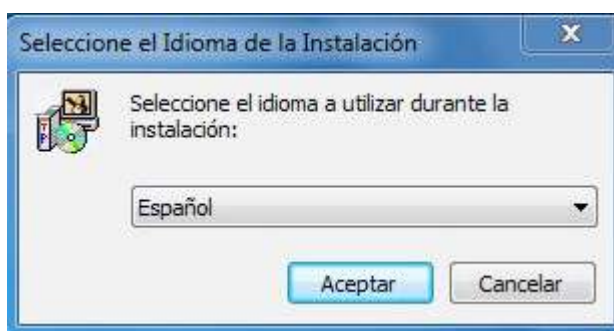 Seleccione el Idioma de la Instalación
Seleccione el idioma a utilizar durante la
instalación:
Español
Aceptar
Cancelar